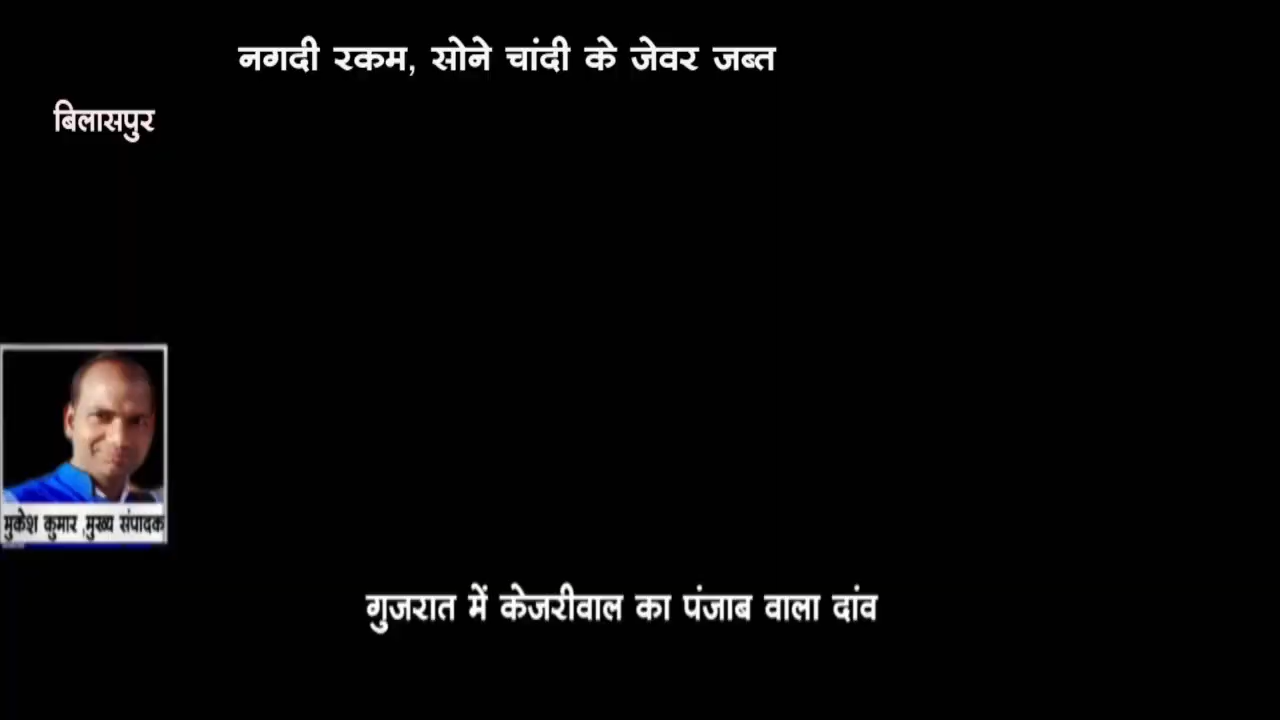 नगदी रकम, सोने चांदी के जेवर जब्त
बिलासपुर
मुकेश कुमार ,मुख्य संपादक
गुजरात में केजरीवाल का पंजाब वाला दांव